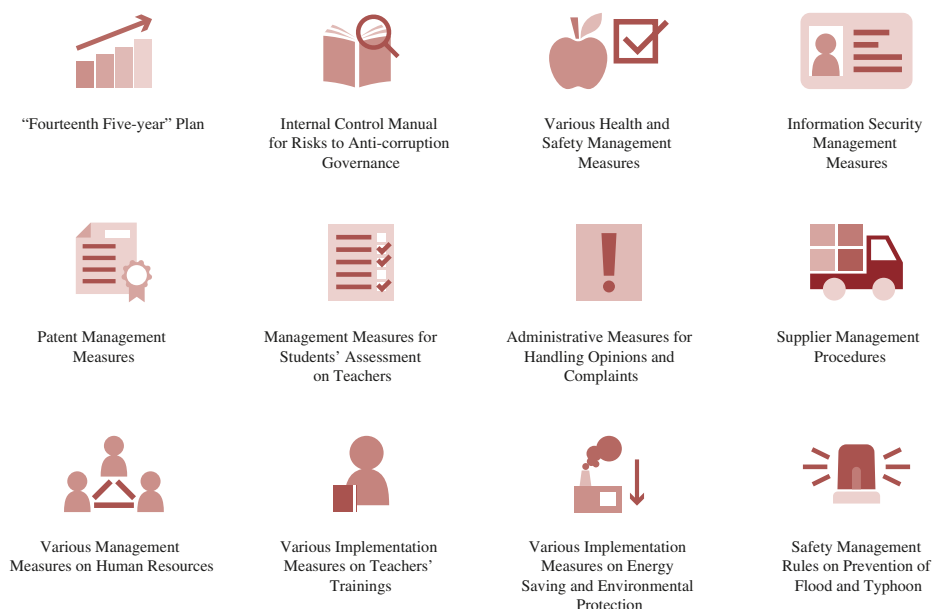 “Fourteenth Five-year” Plan
Internal Control Manual
for Risks to Anti-corruption
Governance
Various Health and
Safety Management
Measures
Information Security
Management
Measures
Patent Management
Measures
Management Measures for
Students’ Assessment
on Teachers
Administrative Measures for
Handling Opinions and
Complaints
Supplier Management
Procedures
Various Management
Measures on Human Resources
Various Implementation
Measures on Teachers’
Trainings
Various Implementation
Measures on Energy
Saving and Environmental
Protection
Safety Management
Rules on Prevention of
Flood and Typhoon